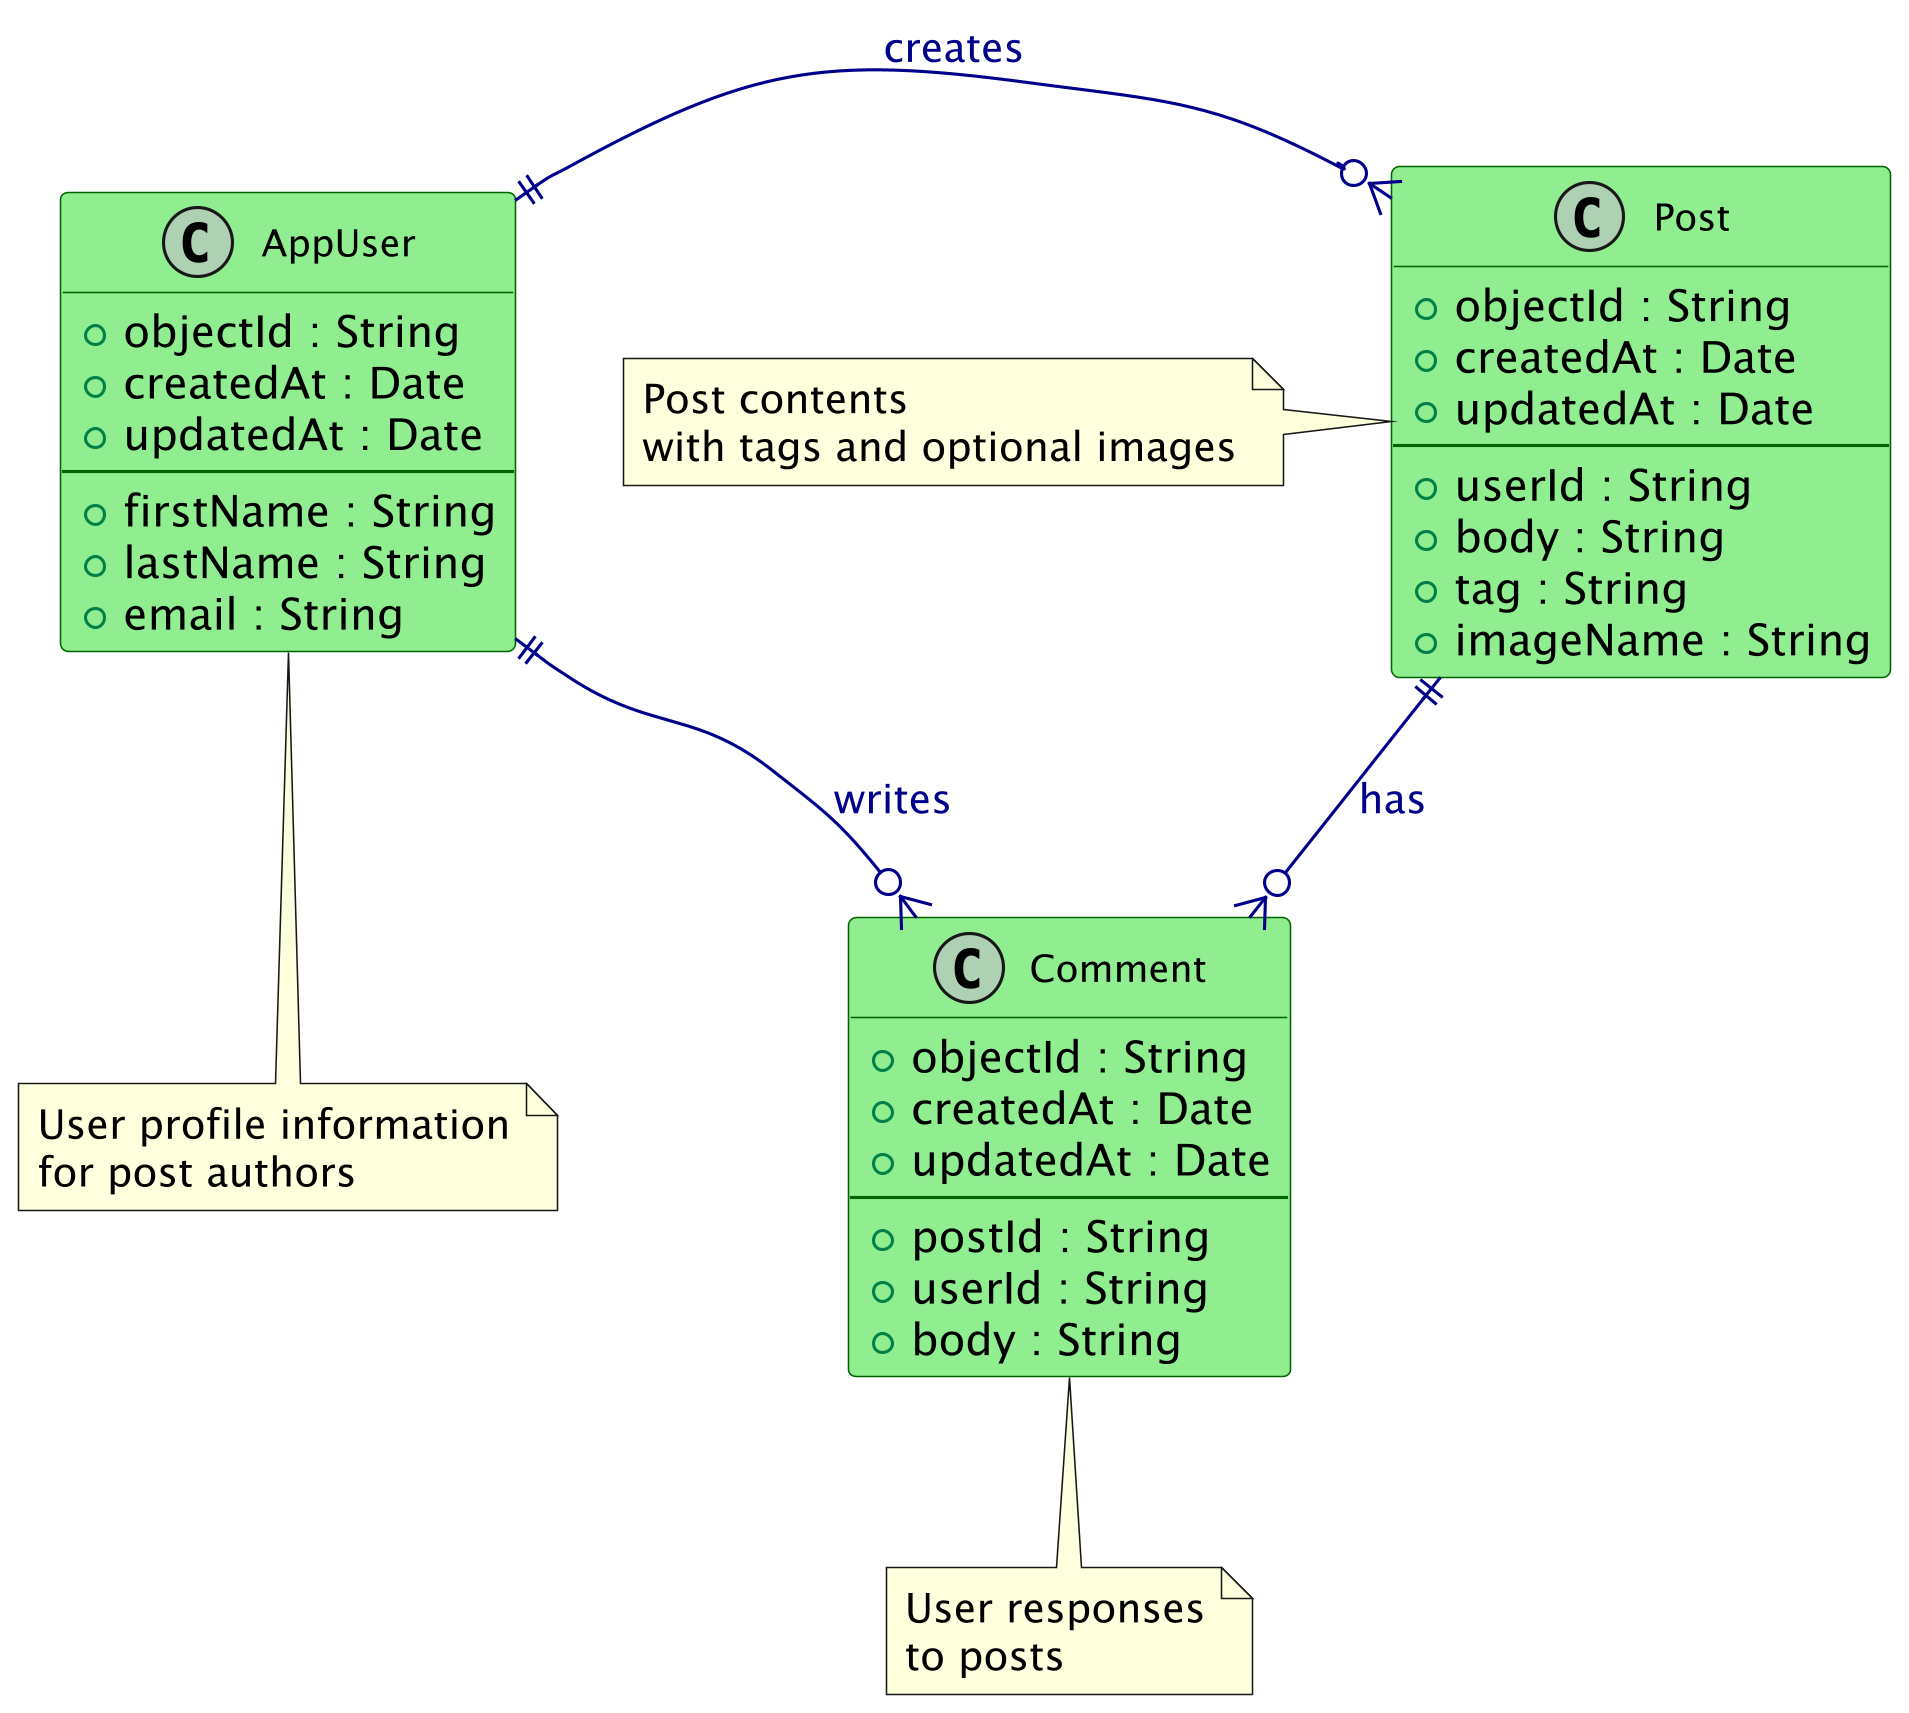 creates
C AppUser
objectId : String
createdAt : Date
updatedAt : Date
firstName : String
lastName : String
email : String
C Post
objectId : String
createdAt : Date
updatedAt : Date
userId : String
body : String
tag : String
imageName : String
Post contents
with tags and optional images
writes
has
C Comment
objectId : String
createdAt : Date
updatedAt : Date
postId : String
userId : String
body : String
User profile information
for post authors
User responses
to posts